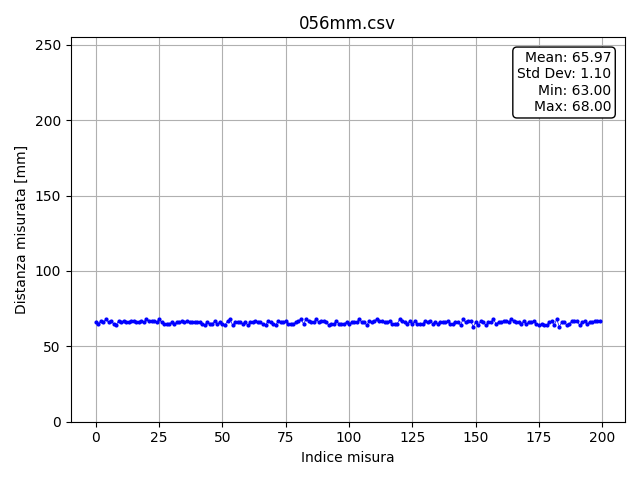 056mm.csv
Mean: 65.97
Std Dev: 1.10
Min: 63.00
Max: 68.00
Distanza misurata [mm]
250
200
150
100
50
0
0 25 50 75 100 125 150 175 200
Indice misura